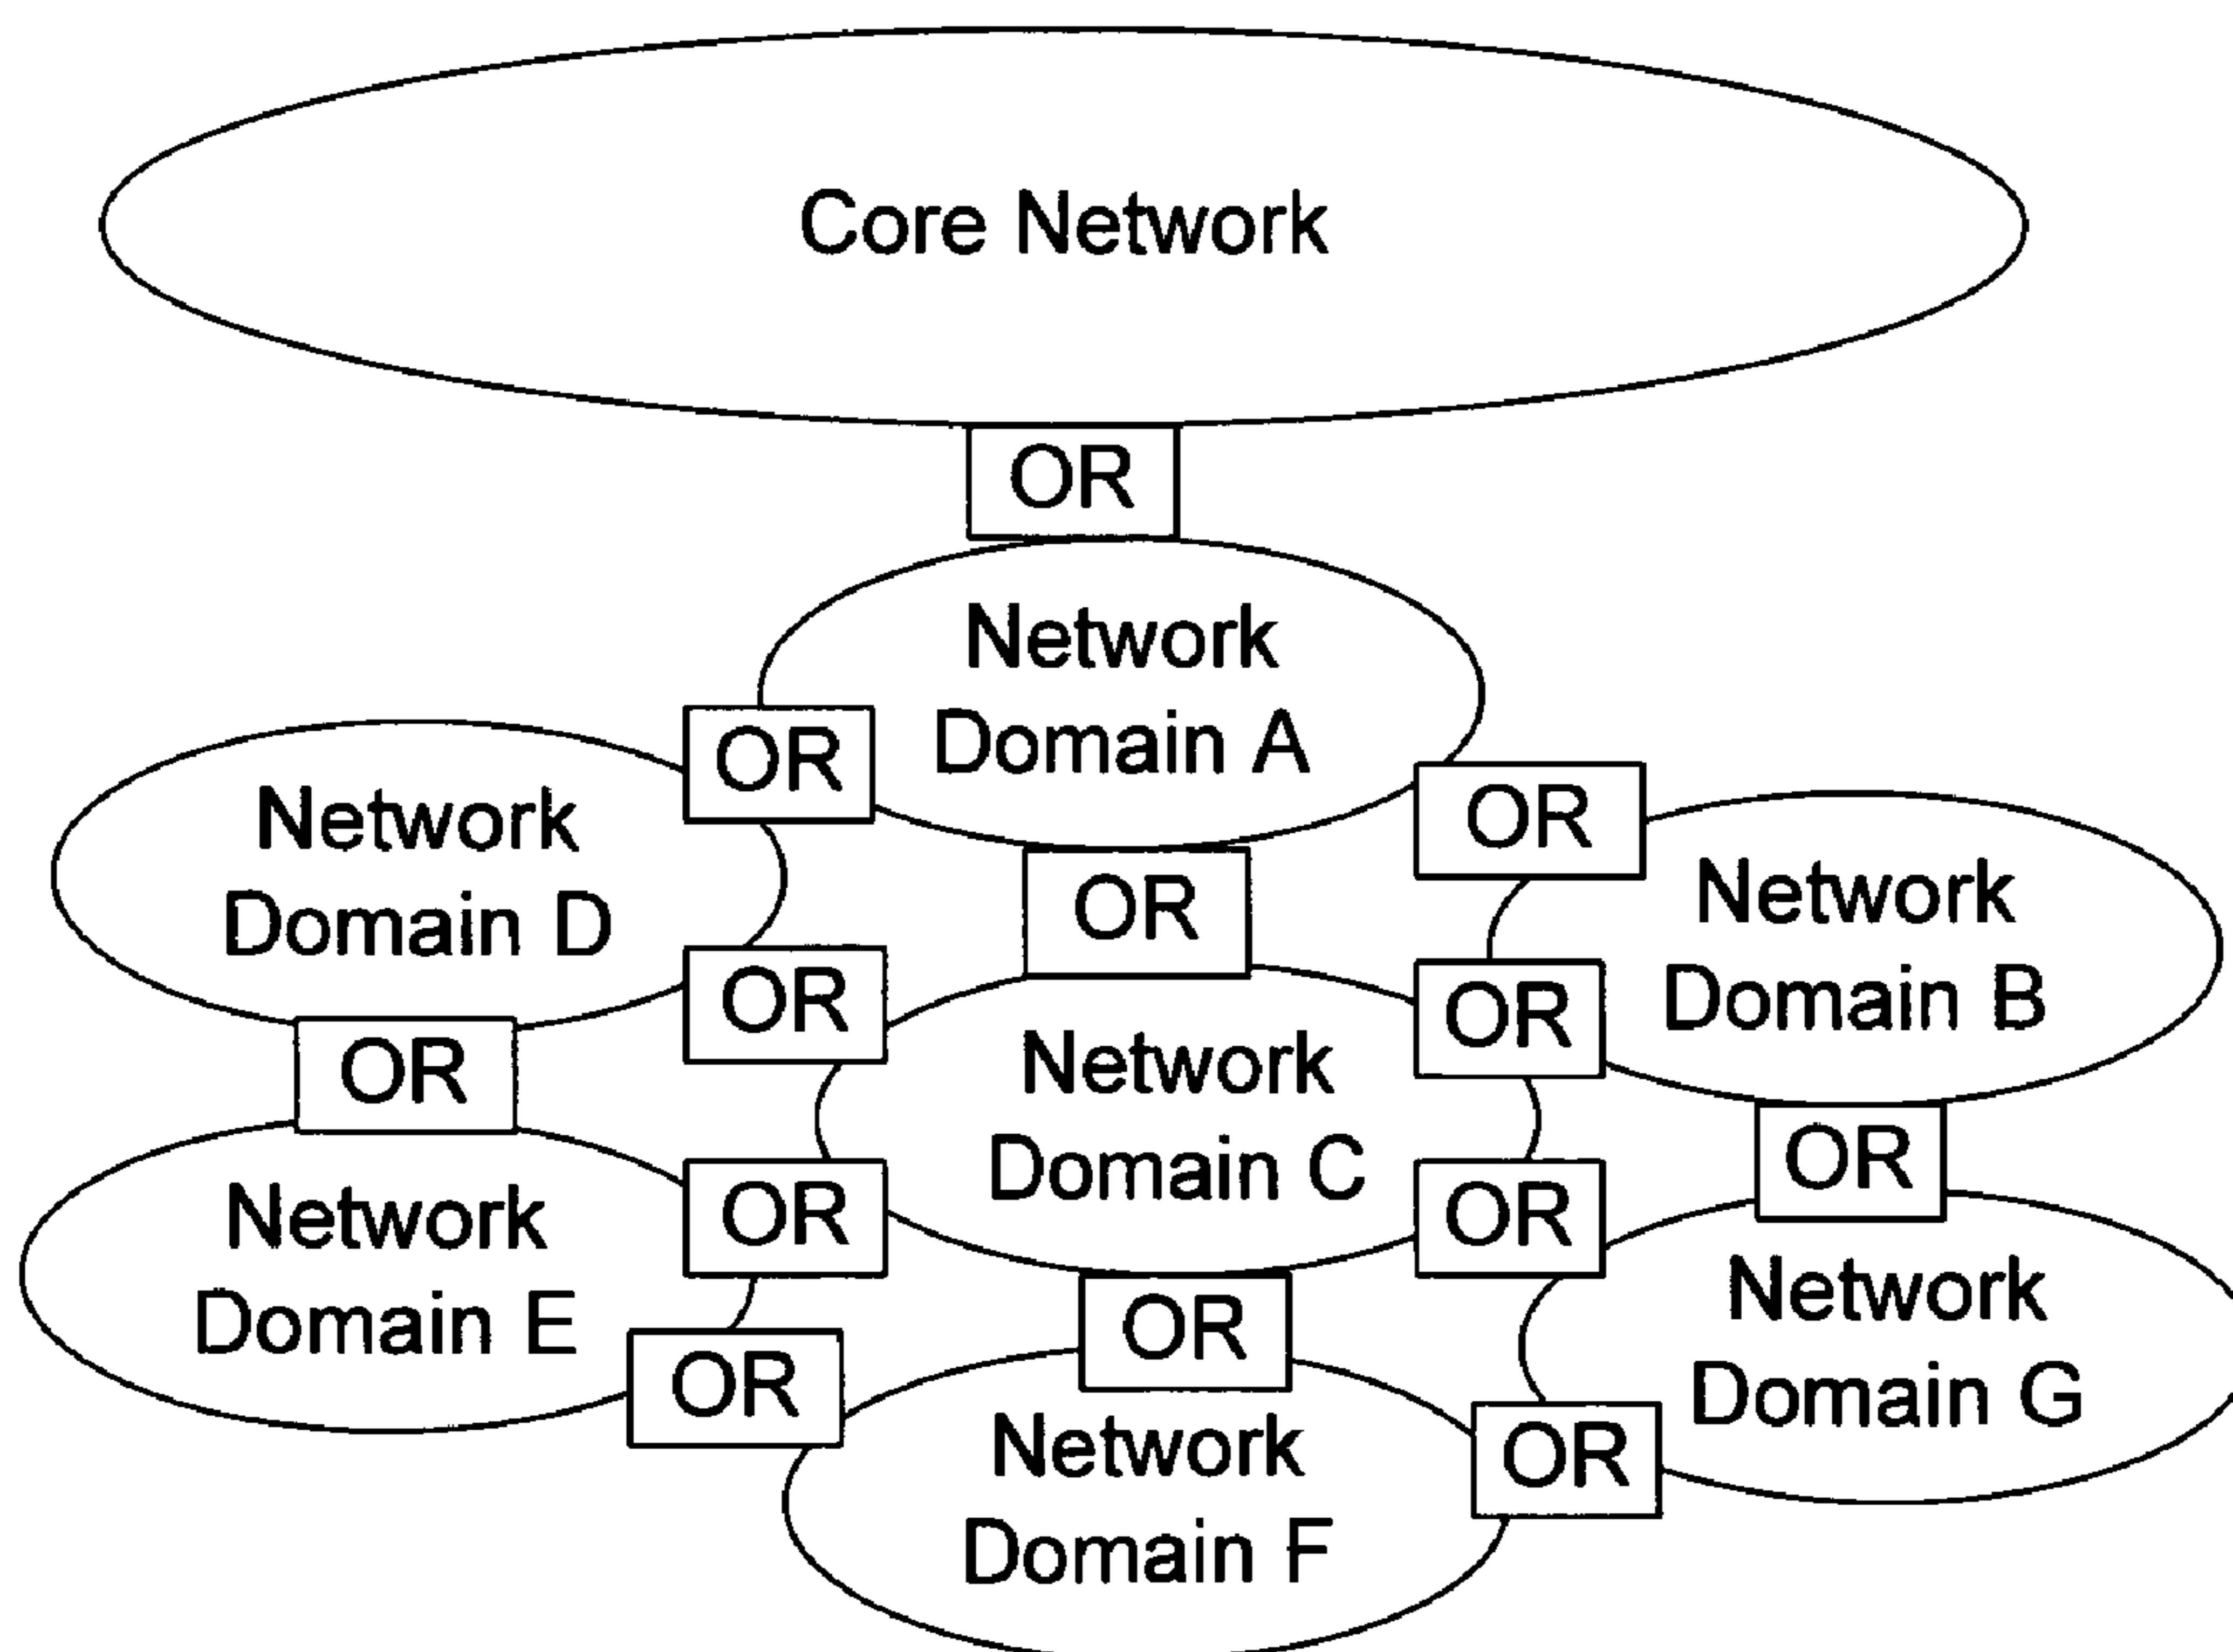 Core Network
OR
Network
Domain A
OR
OR
Network
Domain D
OR
Network
Domain B
OR
OR
Network
Domain C
OR
OR
Network
Domain E
OR
OR
OR
Network
Domain G
OR
OR
Network
Domain F
OR